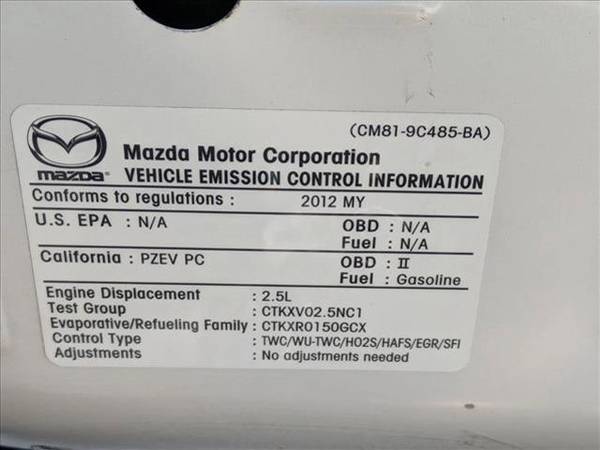 (CM81-9C485-BA)
mazda
Mazda Motor Corporation
VEHICLE EMISSION CONTROL INFORMATION
Conforms to regulations : 2012 MY
U.S. EPA : N/A OBD : N/A
Fuel : N/A
California : PZEV PC OBD : II
Fuel : Gasoline
Engine Displacement : 2.5L
Test Group : CTKXV02.5NC1
Evaporative/Refueling Family : CTKXR0150GCX
Control Type : TWC/WU-TWC/HO2S/HAFS/EGR/SFI
Adjustments : No adjustments needed